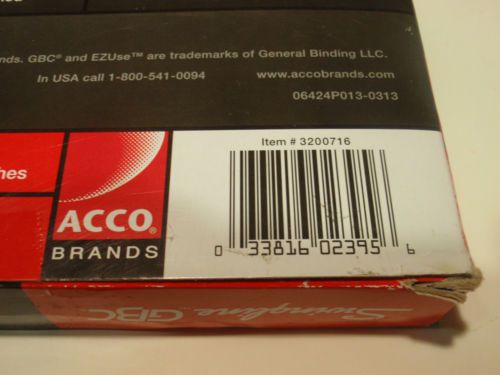 nds. GBC® and EZUse™ are trademarks of General Binding LLC.
In USA call 1-800-541-0094
www.accobrands.com
06424P013-0313
Item # 3200716
hes
ACCO®
BRANDS
0 33816 02395 6
Swingline GBC